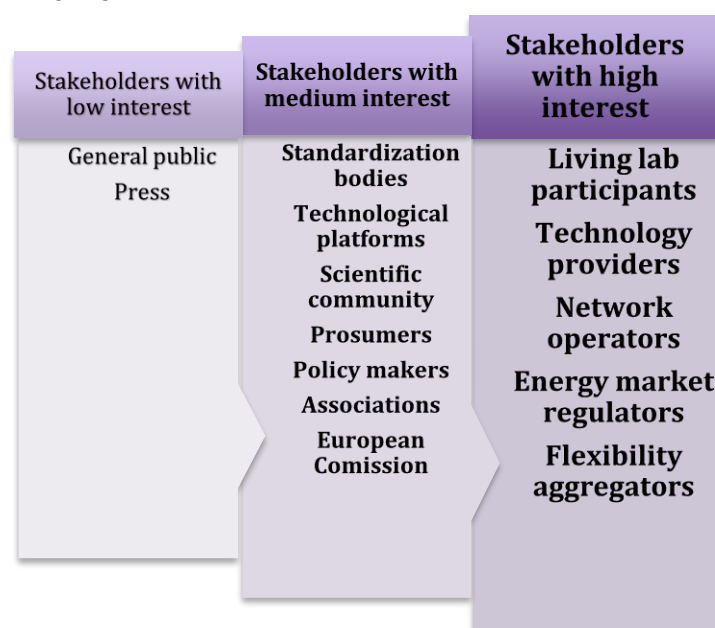 Stakeholders with
low interest
General public
Press
Stakeholders with
medium interest
Standardization
bodies
Technological
platforms
Scientific
community
Prosumers
Policy makers
Associations
European
Comission
Stakeholders
with high
interest
Living lab
participants
Technology
providers
Network
operators
Energy market
regulators
Flexibility
aggregators